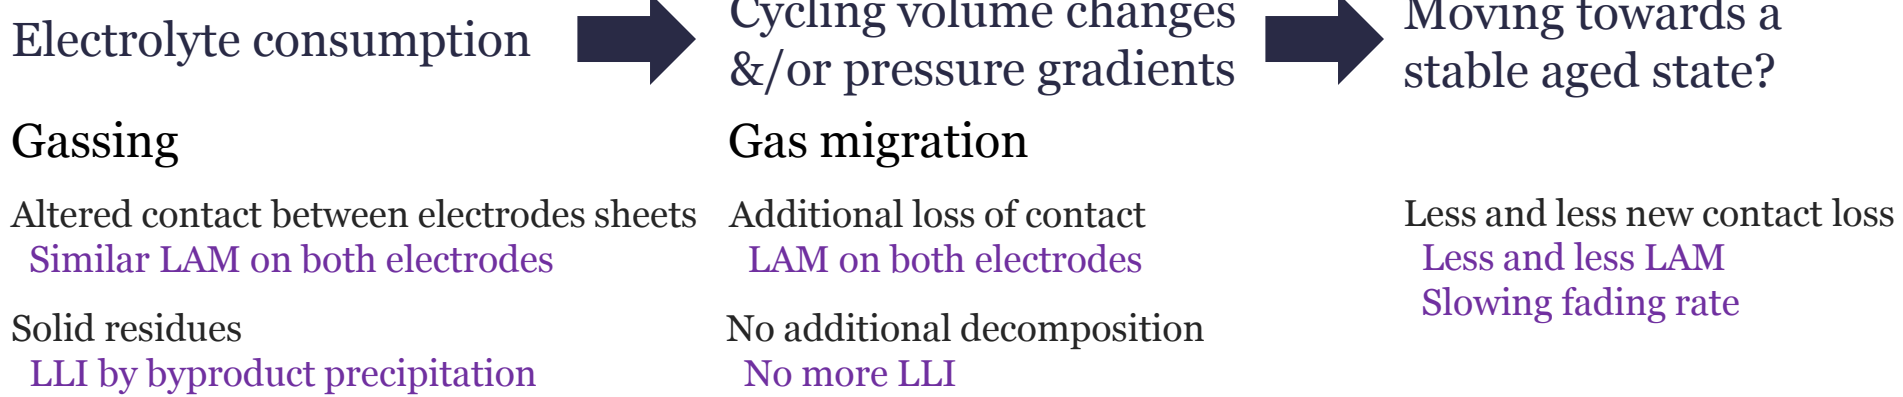 Electrolyte consumption
Gassing
Altered contact between electrodes sheets
Similar LAM on both electrodes
Solid residues
LLI by byproduct precipitation
Cycling volume changes
&/or pressure gradients
Gas migration
Additional loss of contact
LAM on both electrodes
No additional decomposition
No more LLI
Moving towards a
stable aged state?
Less and less new contact loss
Less and less LAM
Slowing fading rate